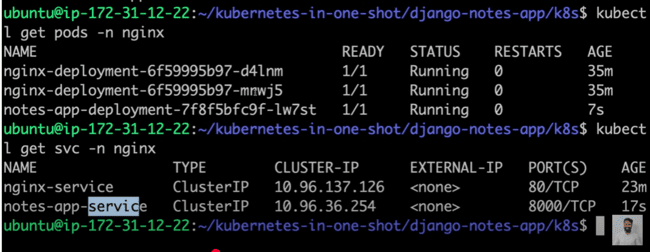 ubuntu@ip-172-31-12-22:~/kubernetes-in-one-shot/django-notes-app/k8s$ kubect
l get pods -n nginx
NAME READY STATUS RESTARTS AGE
nginx-deployment-6f59995b97-d4lnm 1/1 Running 0 35m
nginx-deployment-6f59995b97-mnwj5 1/1 Running 0 35m
notes-app-deployment-7f8f5bfc9f-lw7st 1/1 Running 0 7s
ubuntu@ip-172-31-12-22:~/kubernetes-in-one-shot/django-notes-app/k8s$ kubect
l get svc -n nginx
NAME TYPE CLUSTER-IP EXTERNAL-IP PORT(S) AGE
nginx-service ClusterIP 10.96.137.126 <none> 80/TCP 23m
notes-app-service ClusterIP 10.96.36.254 <none> 8000/TCP 17s
ubuntu@ip-172-31-12-22:~/kubernetes-in-one-shot/django-notes-app/k8s$